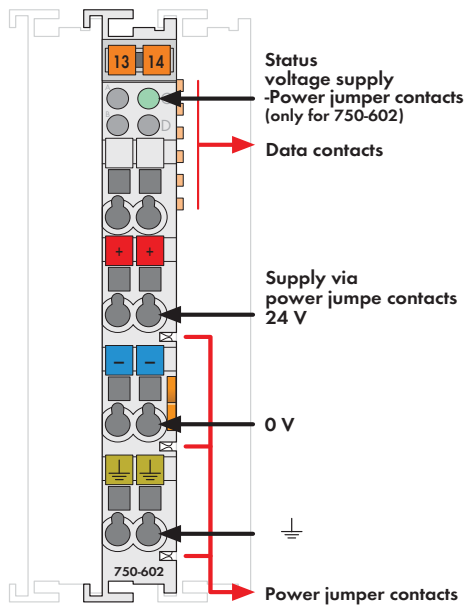 13 14
Status
voltage supply
-Power jumper contacts
(only for 750-602)
A C
B D
Data contacts
+ +
Supply via
power jumpe contacts
24 V
– –
0 V
750-602
Power jumper contacts